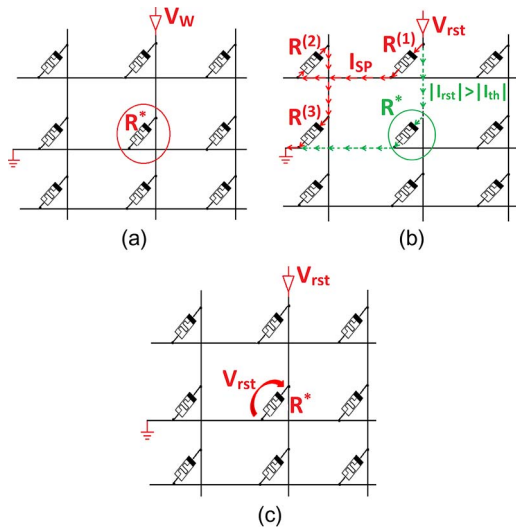 V_W
R*
(a)
V_rst
R^(2)
R^(1)
I_SP
|I_rst|>|I_th|
R^(3)
R*
(b)
V_rst
V_rst
R*
(c)